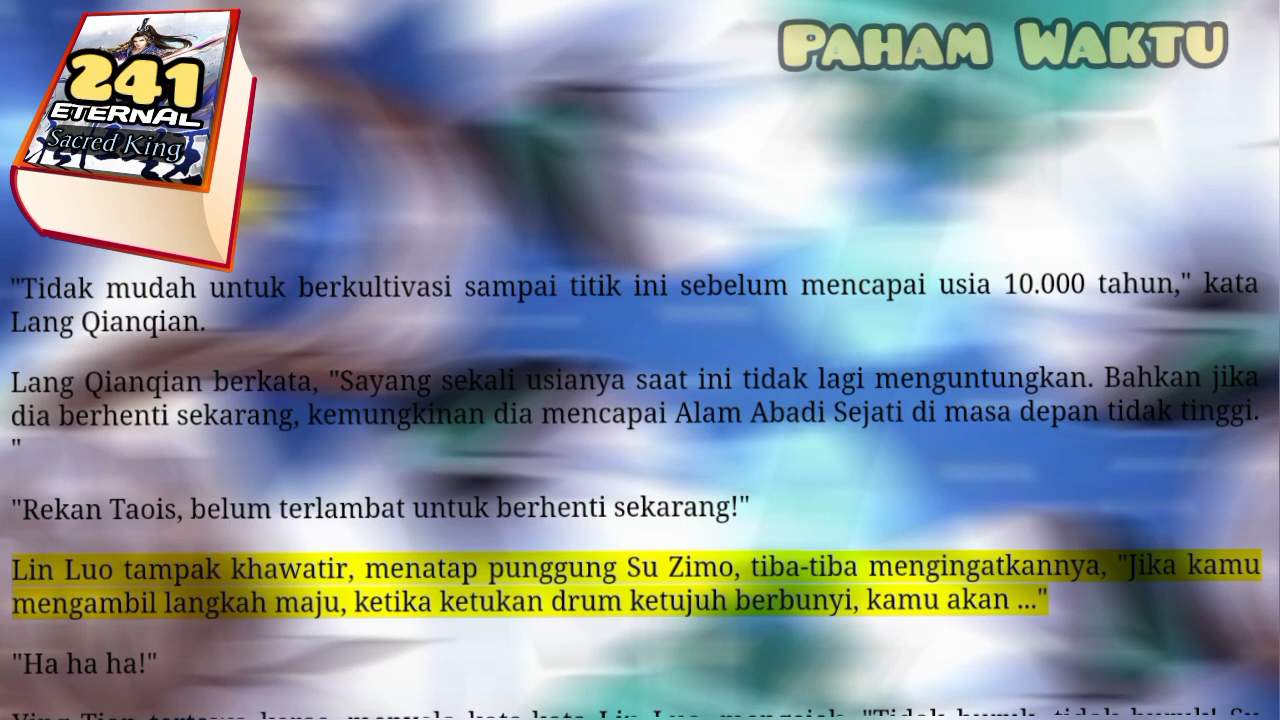 241
ETERNAL
Sacred King
PAHAM WAKTU
"Tidak mudah untuk berkultivasi sampai titik ini sebelum mencapai usia 10.000 tahun," kata
Lang Qianqian.
Lang Qianqian berkata, "Sayang sekali usianya saat ini tidak lagi menguntungkan. Bahkan jika
dia berhenti sekarang, kemungkinan dia mencapai Alam Abadi Sejati di masa depan tidak tinggi.
"
"Rekan Taois, belum terlambat untuk berhenti sekarang!"
Lin Luo tampak khawatir, menatap punggung Su Zimo, tiba-tiba mengingatkannya, "Jika kamu
mengambil langkah maju, ketika ketukan drum ketujuh berbunyi, kamu akan ..."
"Ha ha ha!"